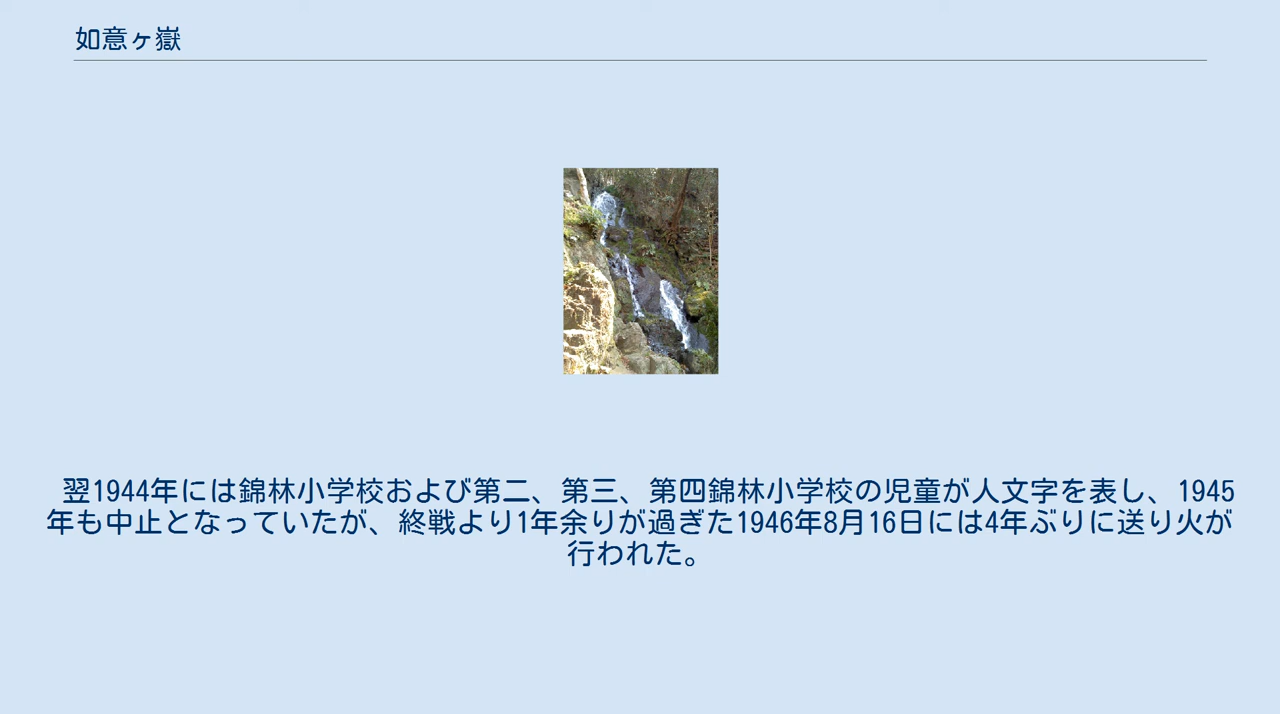 如意ヶ嶽
翌1944年には錦林小学校および第二、第三、第四錦林小学校の児童が人文字を表し、1945
年も中止となっていたが、終戦より1年余りが過ぎた1946年8月16日には4年ぶりに送り火が
行われた。